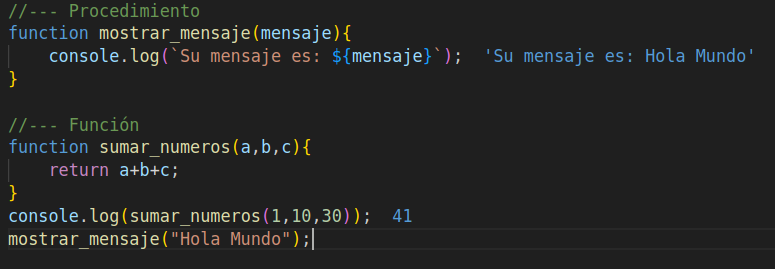 //--- Procedimiento
function mostrar_mensaje(mensaje){
    console.log(`Su mensaje es: ${mensaje}`);  'Su mensaje es: Hola Mundo'
}

//--- Función
function sumar_numeros(a,b,c){
    return a+b+c;
}
console.log(sumar_numeros(1,10,30));  41
mostrar_mensaje("Hola Mundo");